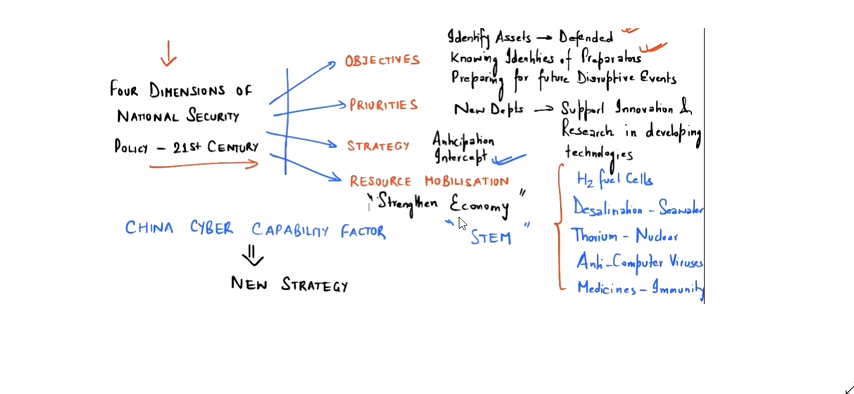 Identify Assets → Defended
OBJECTIVES
Knowing Identities of Preparators
Preparing for future Disruptive Events
FOUR DIMENSIONS OF
NATIONAL SECURITY
POLICY - 21st CENTURY
PRIORITIES
New Depts → Support Innovation &
Research in developing
technologies
STRATEGY
Anticipation
Intercept
RESOURCE MOBILISATION
"Strengthen Economy"
"STEM"
H2 fuel Cells
Desalination - Seawater
Thorium - Nuclear
Anti-Computer Viruses
Medicines - Immunity
CHINA CYBER CAPABILITY FACTOR
⇓
NEW STRATEGY